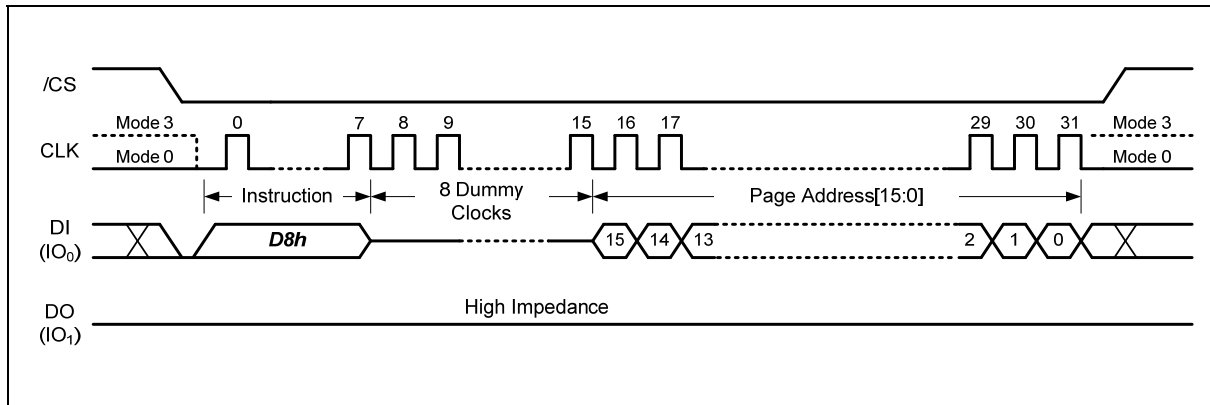 /CS
Mode 3 0 7 8 9 15 16 17 29 30 31 Mode 3
CLK
Mode 0 Mode 0
Instruction 8 Dummy Clocks Page Address[15:0]
DI
(IO₀)
D8h 15 14 13 2 1 0
High Impedance
DO
(IO₁)